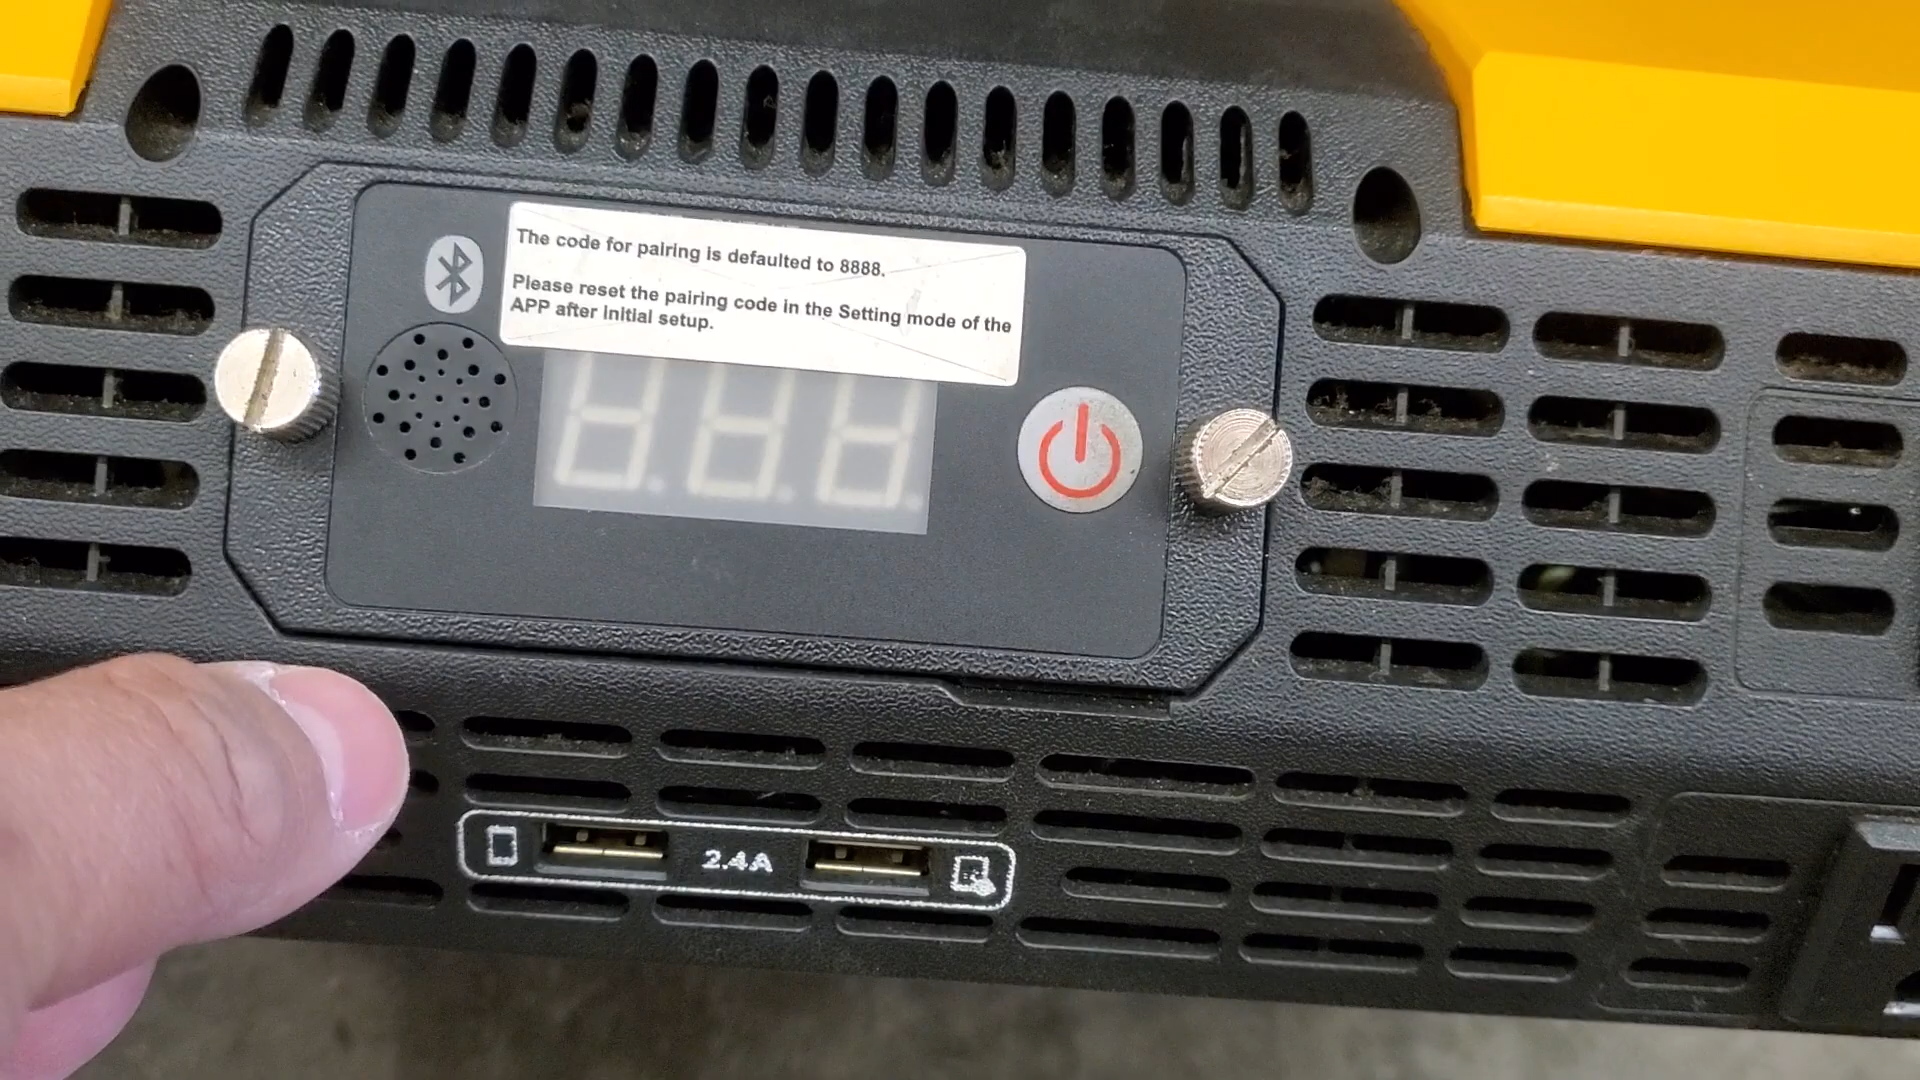 The code for pairing is defaulted to 8888.
Please reset the pairing code in the Setting mode of the
APP after initial setup.
2.4A